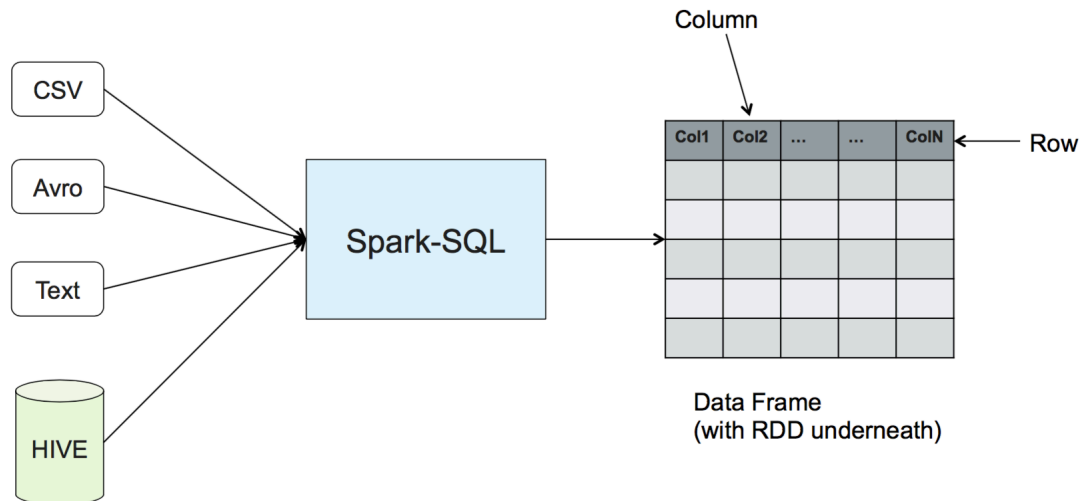 Column
CSV
Col1 Col2 ... ... ColN
Row
Avro
Spark-SQL
Text
Data Frame
(with RDD underneath)
HIVE